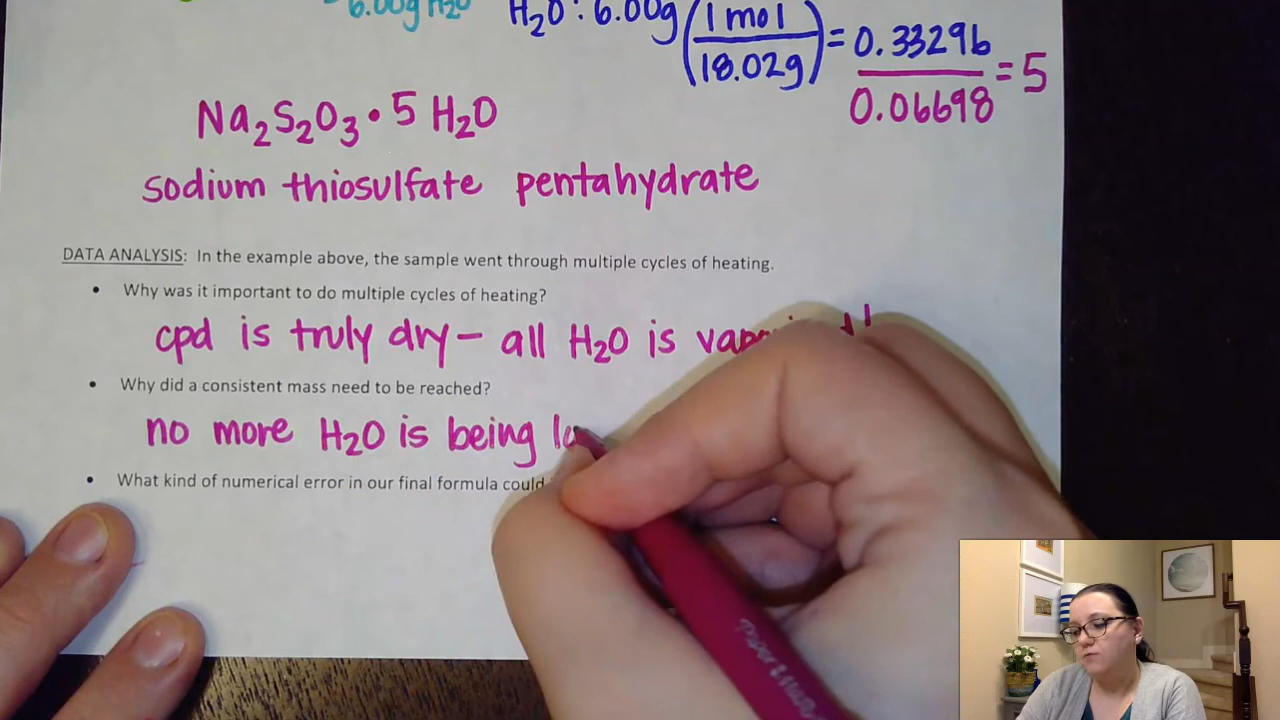 6.00g H₂O
H₂O : 6.00g (1 mol / 18.02g) = 0.33296 / 0.06698 = 5
Na₂S₂O₃ • 5 H₂O
sodium thiosulfate pentahydrate
DATA ANALYSIS: In the example above, the sample went through multiple cycles of heating.
• Why was it important to do multiple cycles of heating?
cpd is truly dry – all H₂O is
• Why did a consistent mass need to be reached?
no more H₂O is being
• What kind of numerical error in our final formula could